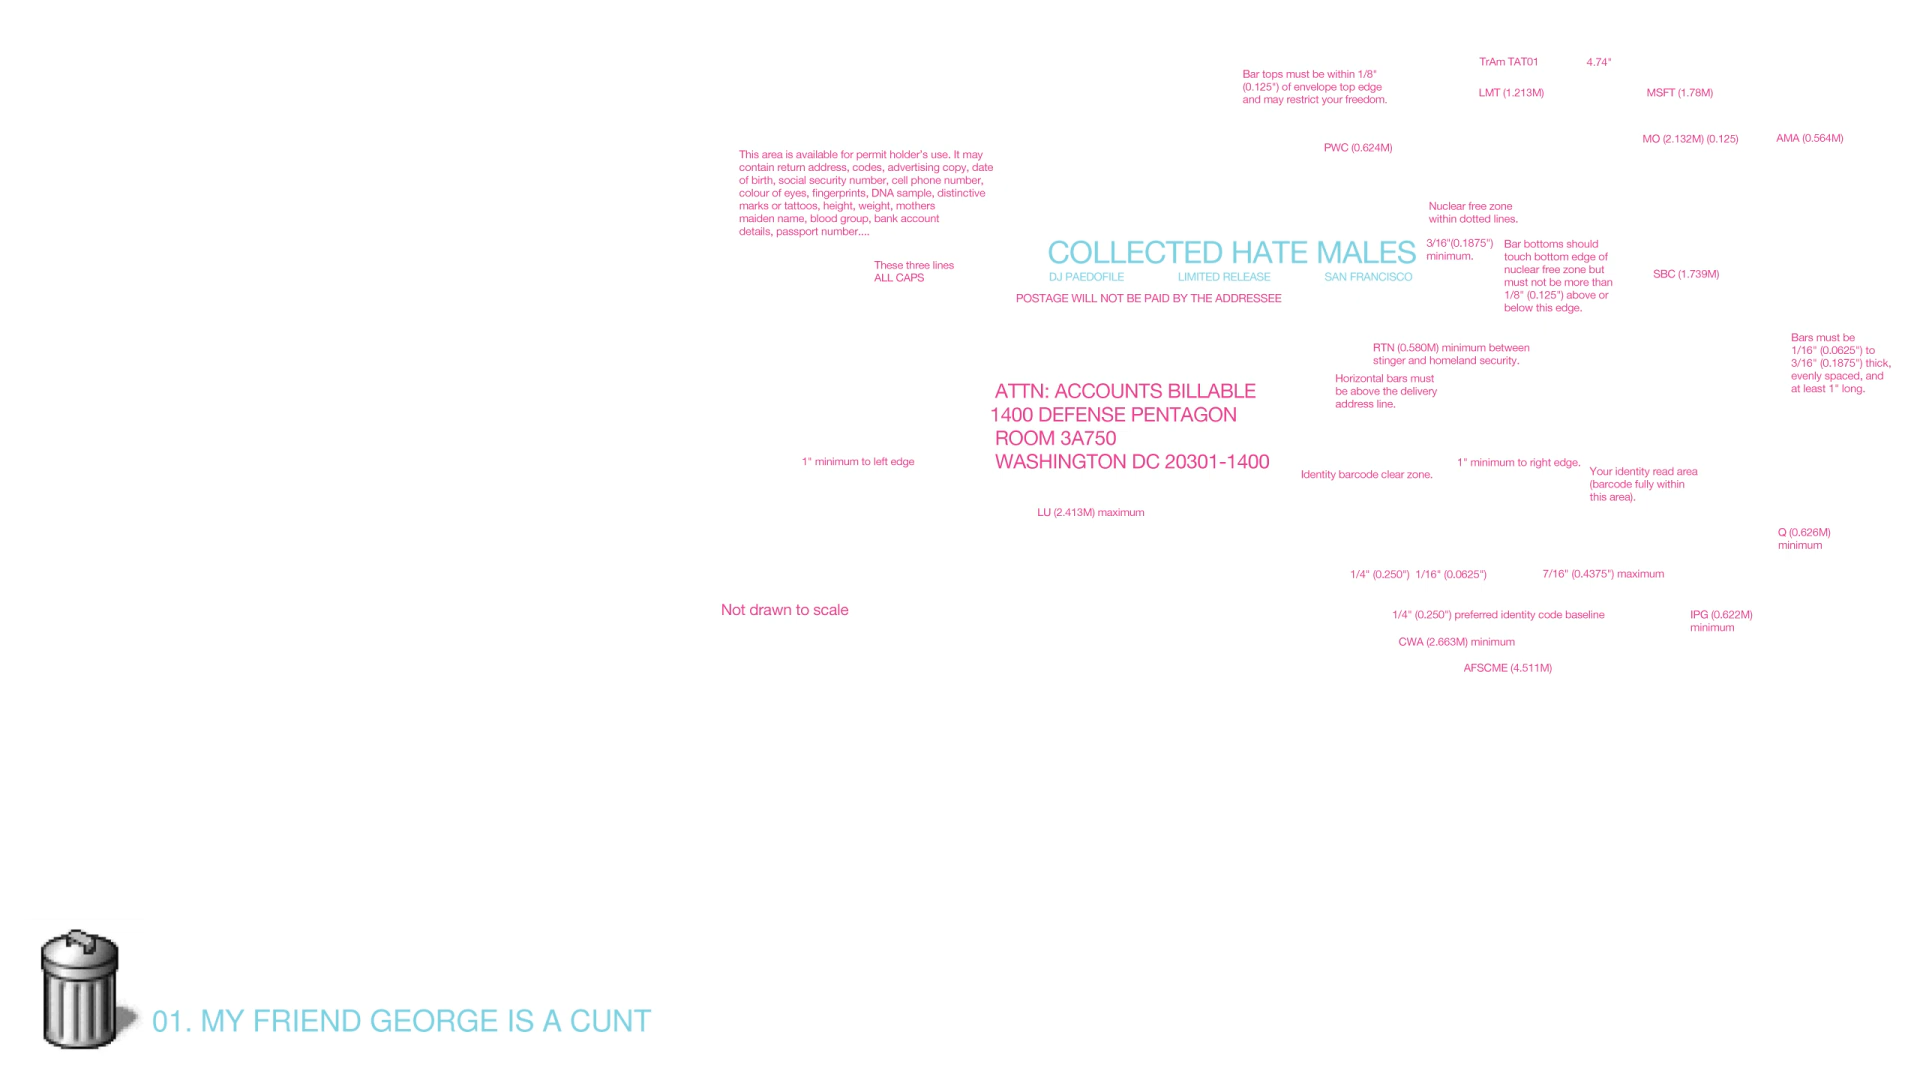 TrAm TAT01
4.74"
Bar tops must be within 1/8"
(0.125") of envelope top edge
and may restrict your freedom.
LMT (1.213M)
MSFT (1.78M)
MO (2.132M) (0.125)
AMA (0.564M)
PWC (0.624M)
This area is available for permit holder's use. It may
contain return address, codes, advertising copy, date
of birth, social security number, cell phone number,
colour of eyes, fingerprints, DNA sample, distinctive
marks or tattoos, height, weight, mothers
maiden name, blood group, bank account
details, passport number....
Nuclear free zone
within dotted lines.
COLLECTED HATE MALES
DJ PAEDOFILE
LIMITED RELEASE
SAN FRANCISCO
3/16"(0.1875")
minimum.
Bar bottoms should
touch bottom edge of
nuclear free zone but
must not be more than
1/8" (0.125") above or
below this edge.
These three lines
ALL CAPS
SBC (1.739M)
POSTAGE WILL NOT BE PAID BY THE ADDRESSEE
Bars must be
1/16" (0.0625") to
3/16" (0.1875") thick,
evenly spaced, and
at least 1" long.
RTN (0.580M) minimum between
stinger and homeland security.
Horizontal bars must
be above the delivery
address line.
ATTN: ACCOUNTS BILLABLE
1400 DEFENSE PENTAGON
ROOM 3A750
WASHINGTON DC 20301-1400
1" minimum to left edge
Identity barcode clear zone.
1" minimum to right edge.
Your identity read area
(barcode fully within
this area).
LU (2.413M) maximum
Q (0.626M)
minimum
1/4" (0.250")
1/16" (0.0625")
7/16" (0.4375") maximum
Not drawn to scale
1/4" (0.250") preferred identity code baseline
IPG (0.622M)
minimum
CWA (2.663M) minimum
AFSCME (4.511M)
01. MY FRIEND GEORGE IS A CUNT